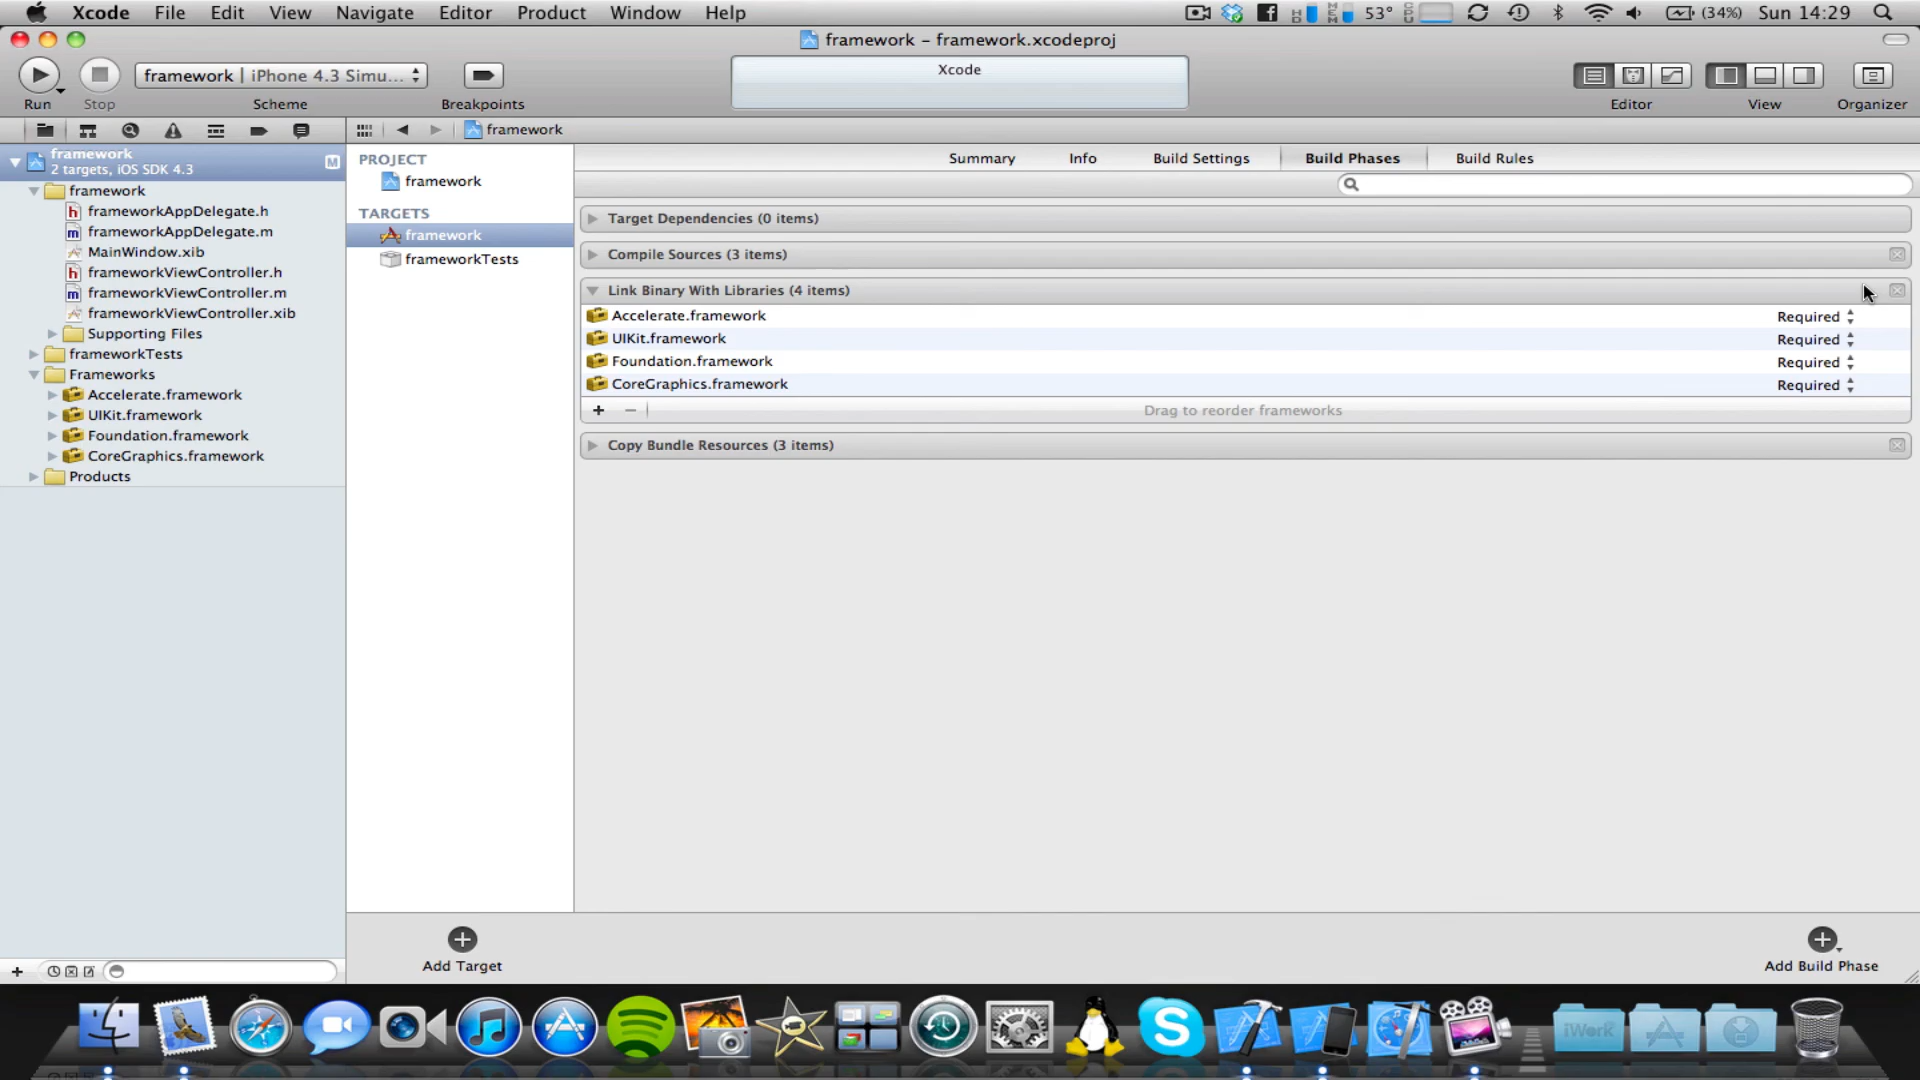 Xcode File Edit View Navigate Editor Product Window Help 53° (34%) Sun 14:29
framework – framework.xcodeproj
framework | iPhone 4.3 Simu... Xcode
Run Stop Scheme Breakpoints Editor View Organizer
framework
framework
2 targets, iOS SDK 4.3
M
framework
frameworkAppDelegate.h
frameworkAppDelegate.m
MainWindow.xib
frameworkViewController.h
frameworkViewController.m
frameworkViewController.xib
Supporting Files
frameworkTests
Frameworks
Accelerate.framework
UIKit.framework
Foundation.framework
CoreGraphics.framework
Products
PROJECT
framework
TARGETS
framework
frameworkTests
Summary Info Build Settings Build Phases Build Rules
Target Dependencies (0 items)
Compile Sources (3 items)
Link Binary With Libraries (4 items)
Accelerate.framework Required
UIKit.framework Required
Foundation.framework Required
CoreGraphics.framework Required
Drag to reorder frameworks
Copy Bundle Resources (3 items)
Add Target
Add Build Phase
iWork